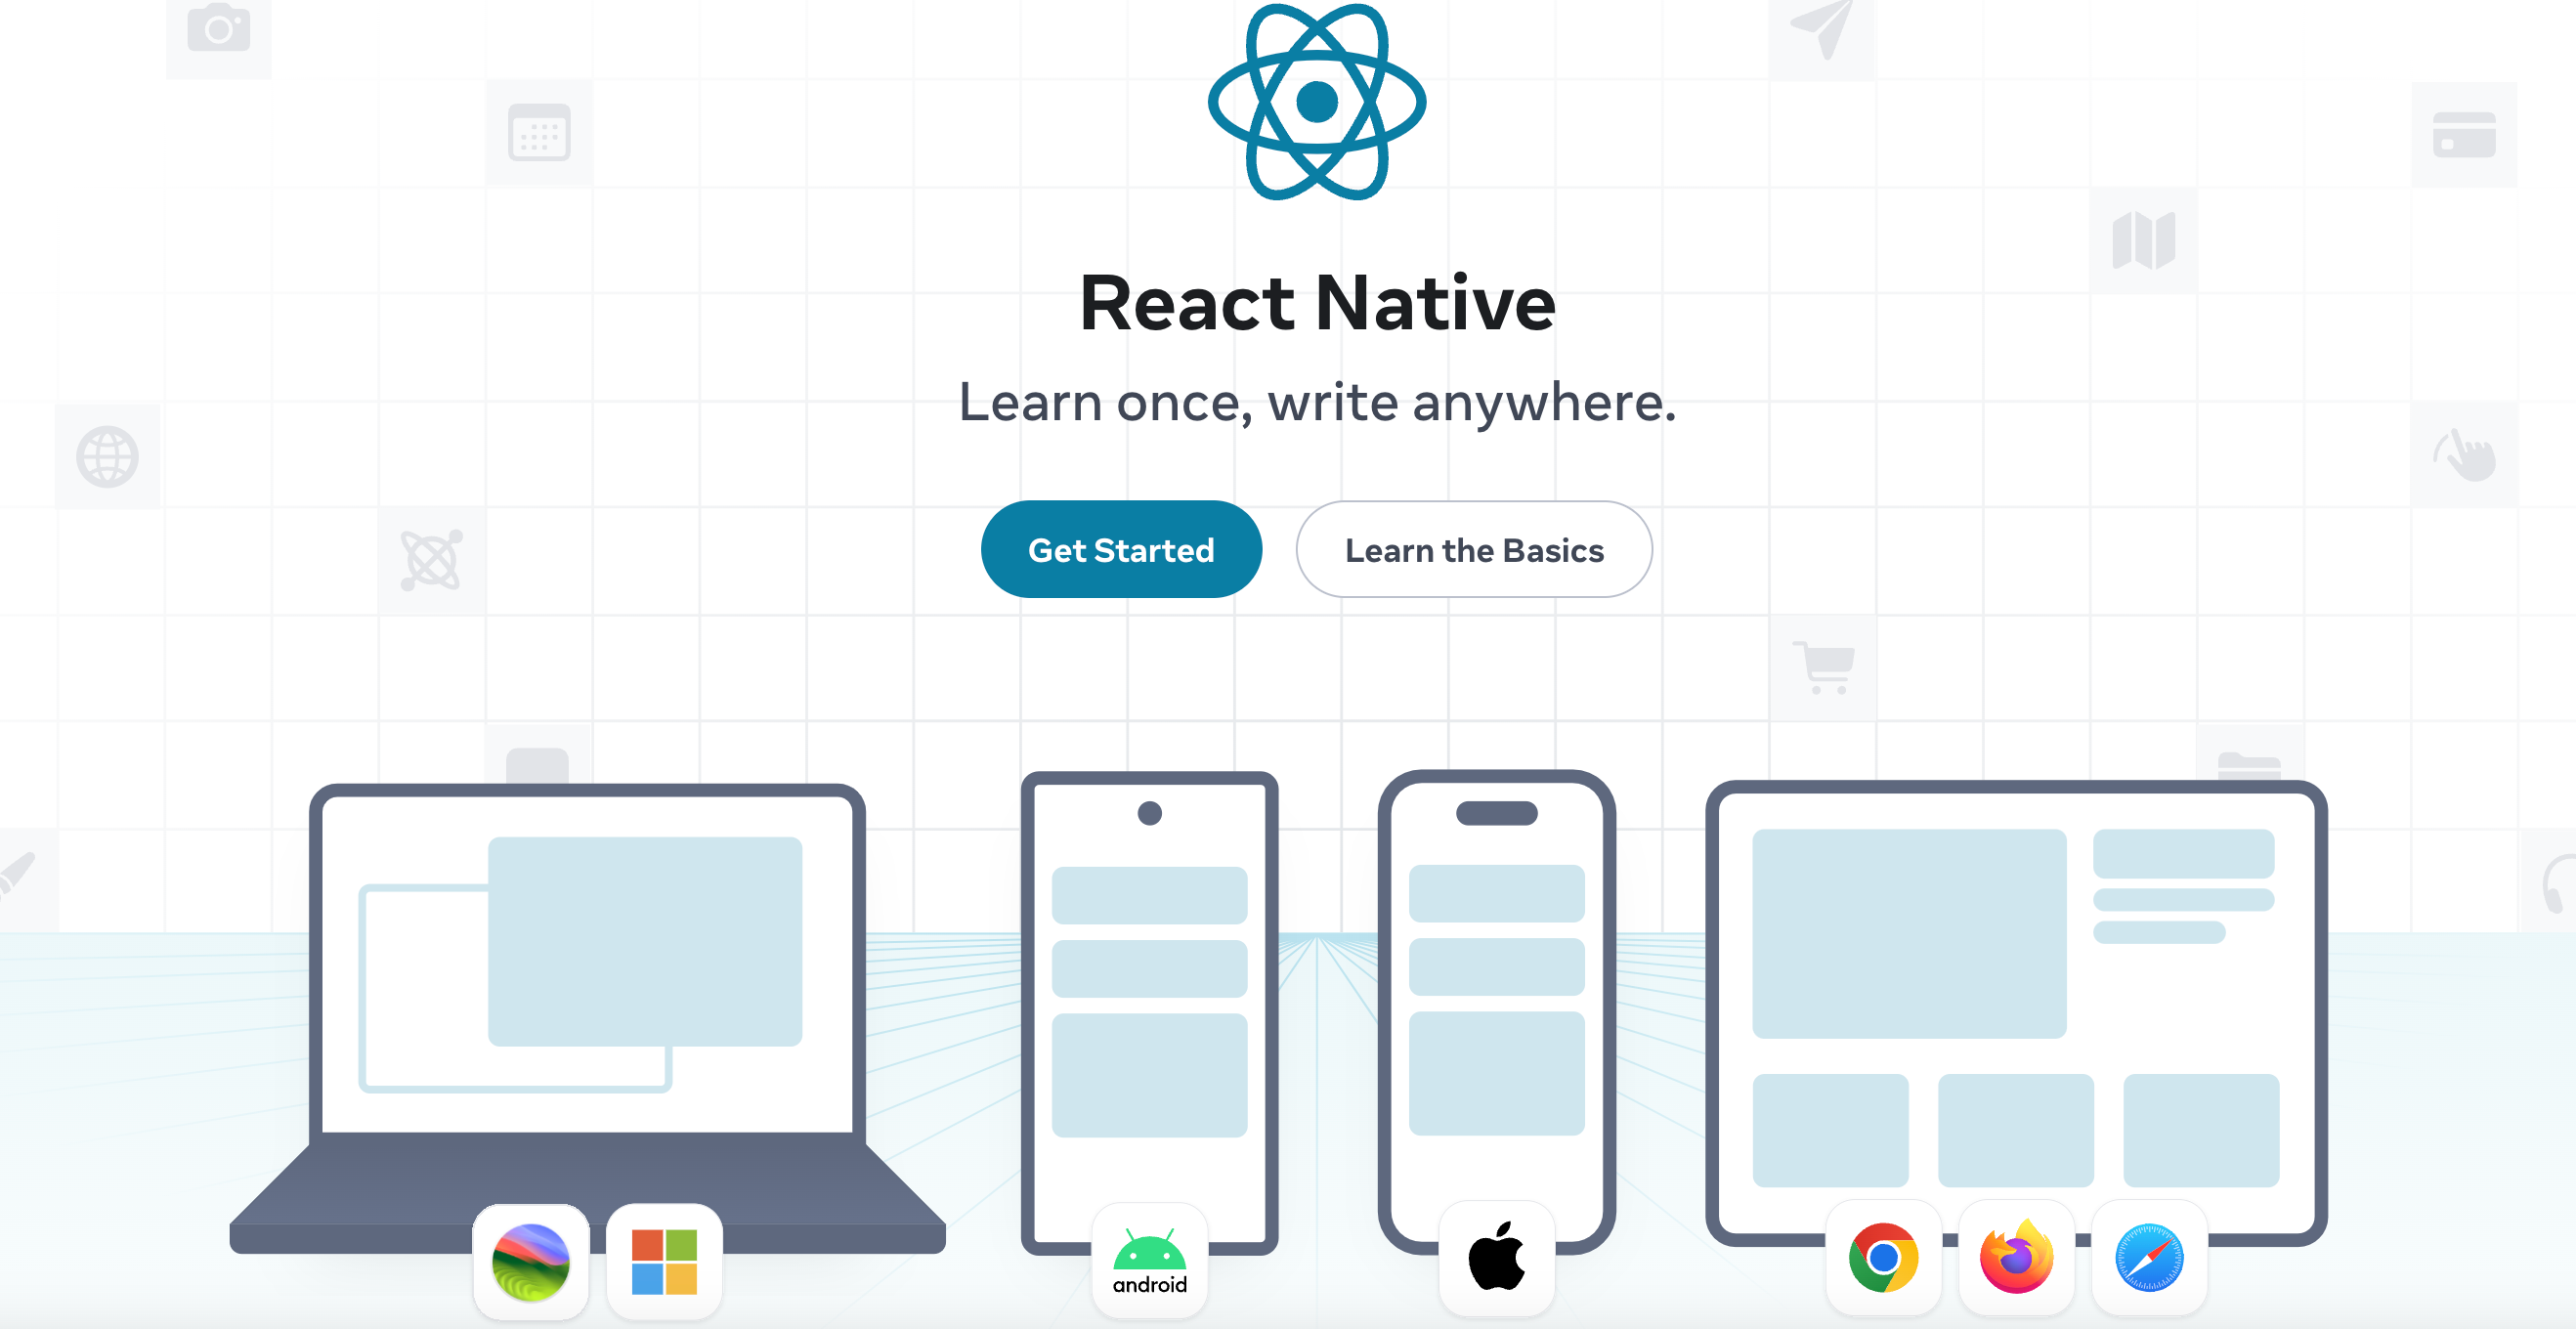 React Native
Learn once, write anywhere.
Get Started
Learn the Basics
android